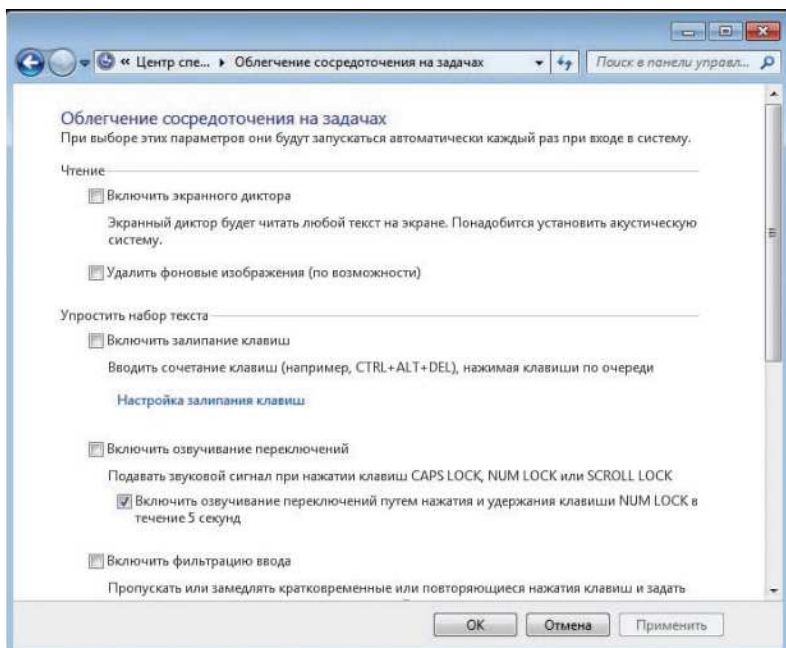 « Центр спе... ▸ Облегчение сосредоточения на задачах
Поиск в панели управл...
Облегчение сосредоточения на задачах
При выборе этих параметров они будут запускаться автоматически каждый раз при входе в систему.
Чтение
Включить экранного диктора
Экранный диктор будет читать любой текст на экране. Понадобится установить акустическую
систему.
Удалить фоновые изображения (по возможности)
Упростить набор текста
Включить залипание клавиш
Вводить сочетание клавиш (например, CTRL+ALT+DEL), нажимая клавиши по очереди
Настройка залипания клавиш
Включить озвучивание переключений
Подавать звуковой сигнал при нажатии клавиш CAPS LOCK, NUM LOCK или SCROLL LOCK
Включить озвучивание переключений путем нажатия и удержания клавиши NUM LOCK в
течение 5 секунд
Включить фильтрацию ввода
Пропускать или замедлять кратковременные или повторяющиеся нажатия клавиш и задать
ОК Отмена Применить